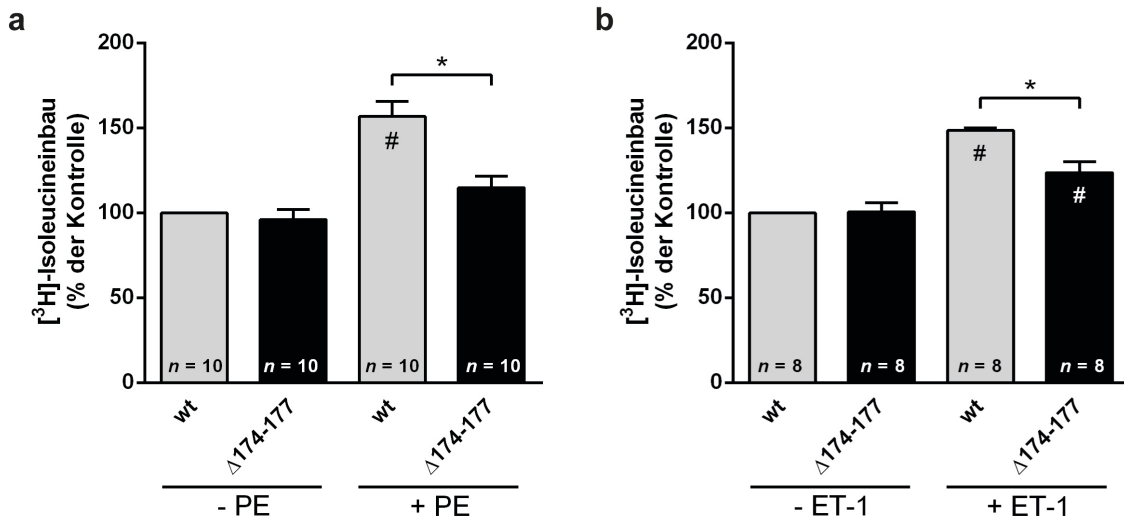 a
[³H]-Isoleucineinbau
(% der Kontrolle)
200
150
100
50
0
*
#
n = 10
n = 10
n = 10
n = 10
wt
Δ174-177
wt
Δ174-177
- PE
+ PE
b
[³H]-Isoleucineinbau
(% der Kontrolle)
200
150
100
50
0
*
#
#
n = 8
n = 8
n = 8
n = 8
wt
Δ174-177
wt
Δ174-177
- ET-1
+ ET-1